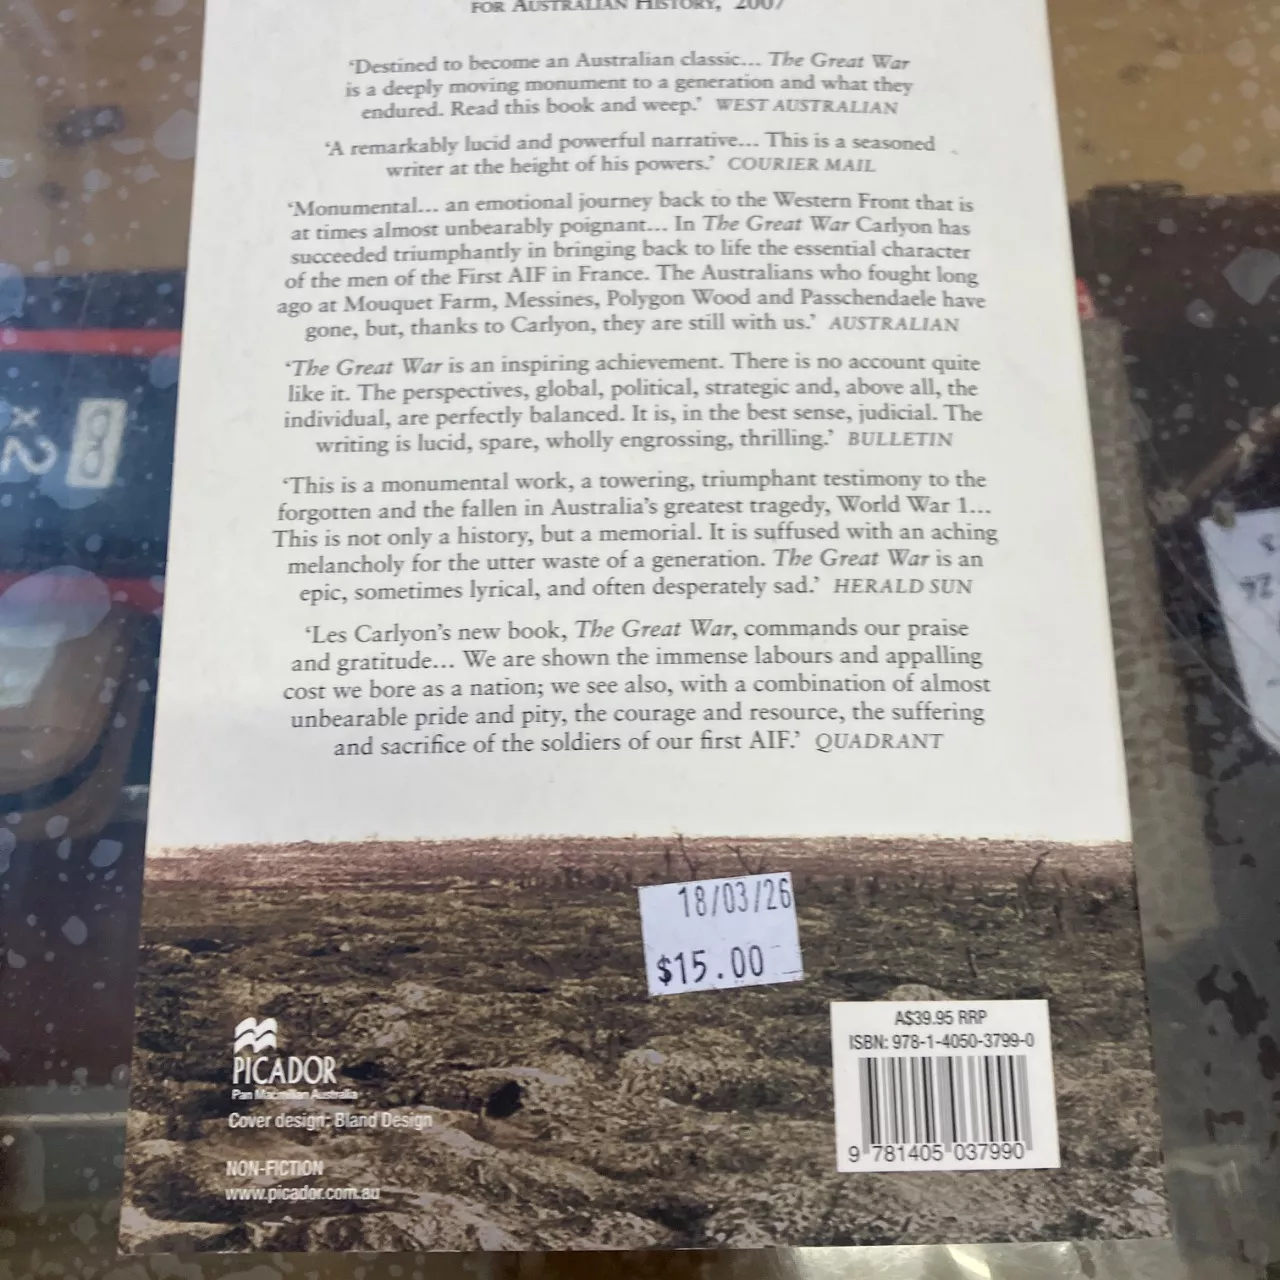 FOR AUSTRALIAN HISTORY, 2007
‘Destined to become an Australian classic... The Great War
is a deeply moving monument to a generation and what they
endured. Read this book and weep.’ WEST AUSTRALIAN
‘A remarkably lucid and powerful narrative... This is a seasoned
writer at the height of his powers.’ COURIER MAIL
‘Monumental... an emotional journey back to the Western Front that is
at times almost unbearably poignant... In The Great War Carlyon has
succeeded triumphantly in bringing back to life the essential character
of the men of the First AIF in France. The Australians who fought long
ago at Mouquet Farm, Messines, Polygon Wood and Passchendaele have
gone, but, thanks to Carlyon, they are still with us.’ AUSTRALIAN
‘The Great War is an inspiring achievement. There is no account quite
like it. The perspectives, global, political, strategic and, above all, the
individual, are perfectly balanced. It is, in the best sense, judicial. The
writing is lucid, spare, wholly engrossing, thrilling.’ BULLETIN
‘This is a monumental work, a towering, triumphant testimony to the
forgotten and the fallen in Australia’s greatest tragedy, World War 1...
This is not only a history, but a memorial. It is suffused with an aching
melancholy for the utter waste of a generation. The Great War is an
epic, sometimes lyrical, and often desperately sad.’ HERALD SUN
‘Les Carlyon’s new book, The Great War, commands our praise
and gratitude... We are shown the immense labours and appalling
cost we bore as a nation; we see also, with a combination of almost
unbearable pride and pity, the courage and resource, the suffering
and sacrifice of the soldiers of our first AIF.’ QUADRANT
18/03/26
$15.00
PICADOR
Pan Macmillan Australia
Cover design: Bland Design
NON-FICTION
www.picador.com.au
A$39.95 RRP
ISBN: 978-1-4050-3799-0
9 781405 037990